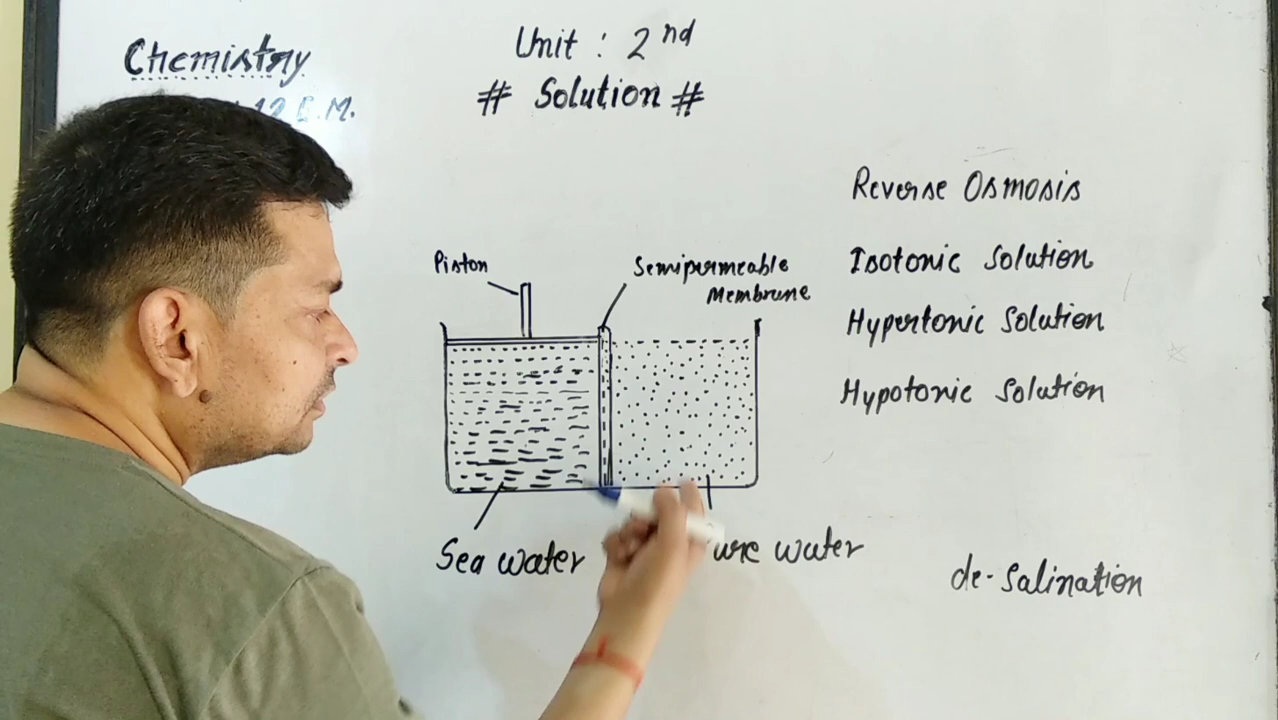 Chemistry
Unit : 2nd
12 E.M.
# Solution #
Reverse Osmosis
Isotonic Solution
Hypertonic Solution
Hypotonic Solution
Piston
Semipermeable
Membrane
Sea water
water
de-Salination